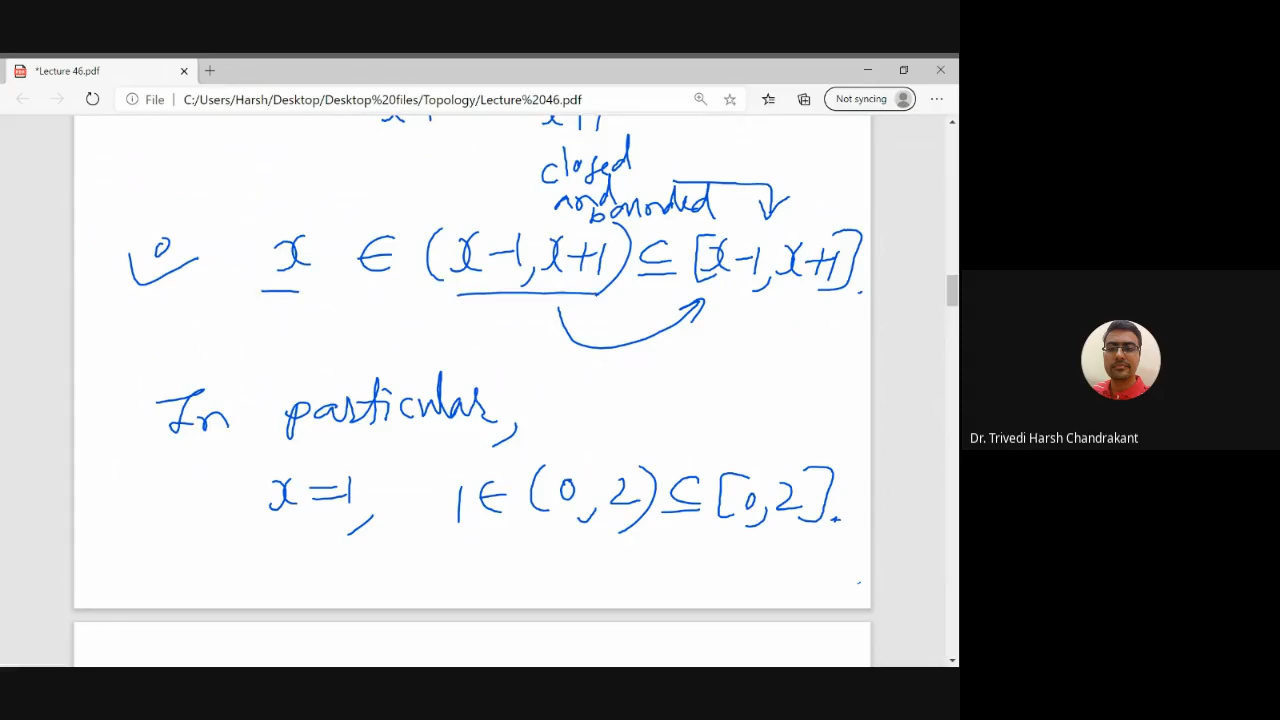 *Lecture 46.pdf
File | C:/Users/Harsh/Desktop/Desktop%20files/Topology/Lecture%2046.pdf
Not syncing
closed
and
bounded
x ∈ (x-1, x+1) ⊆ [x-1, x+1].
In particular,
x=1, 1 ∈ (0, 2) ⊆ [0, 2].
Dr. Trivedi Harsh Chandrakant